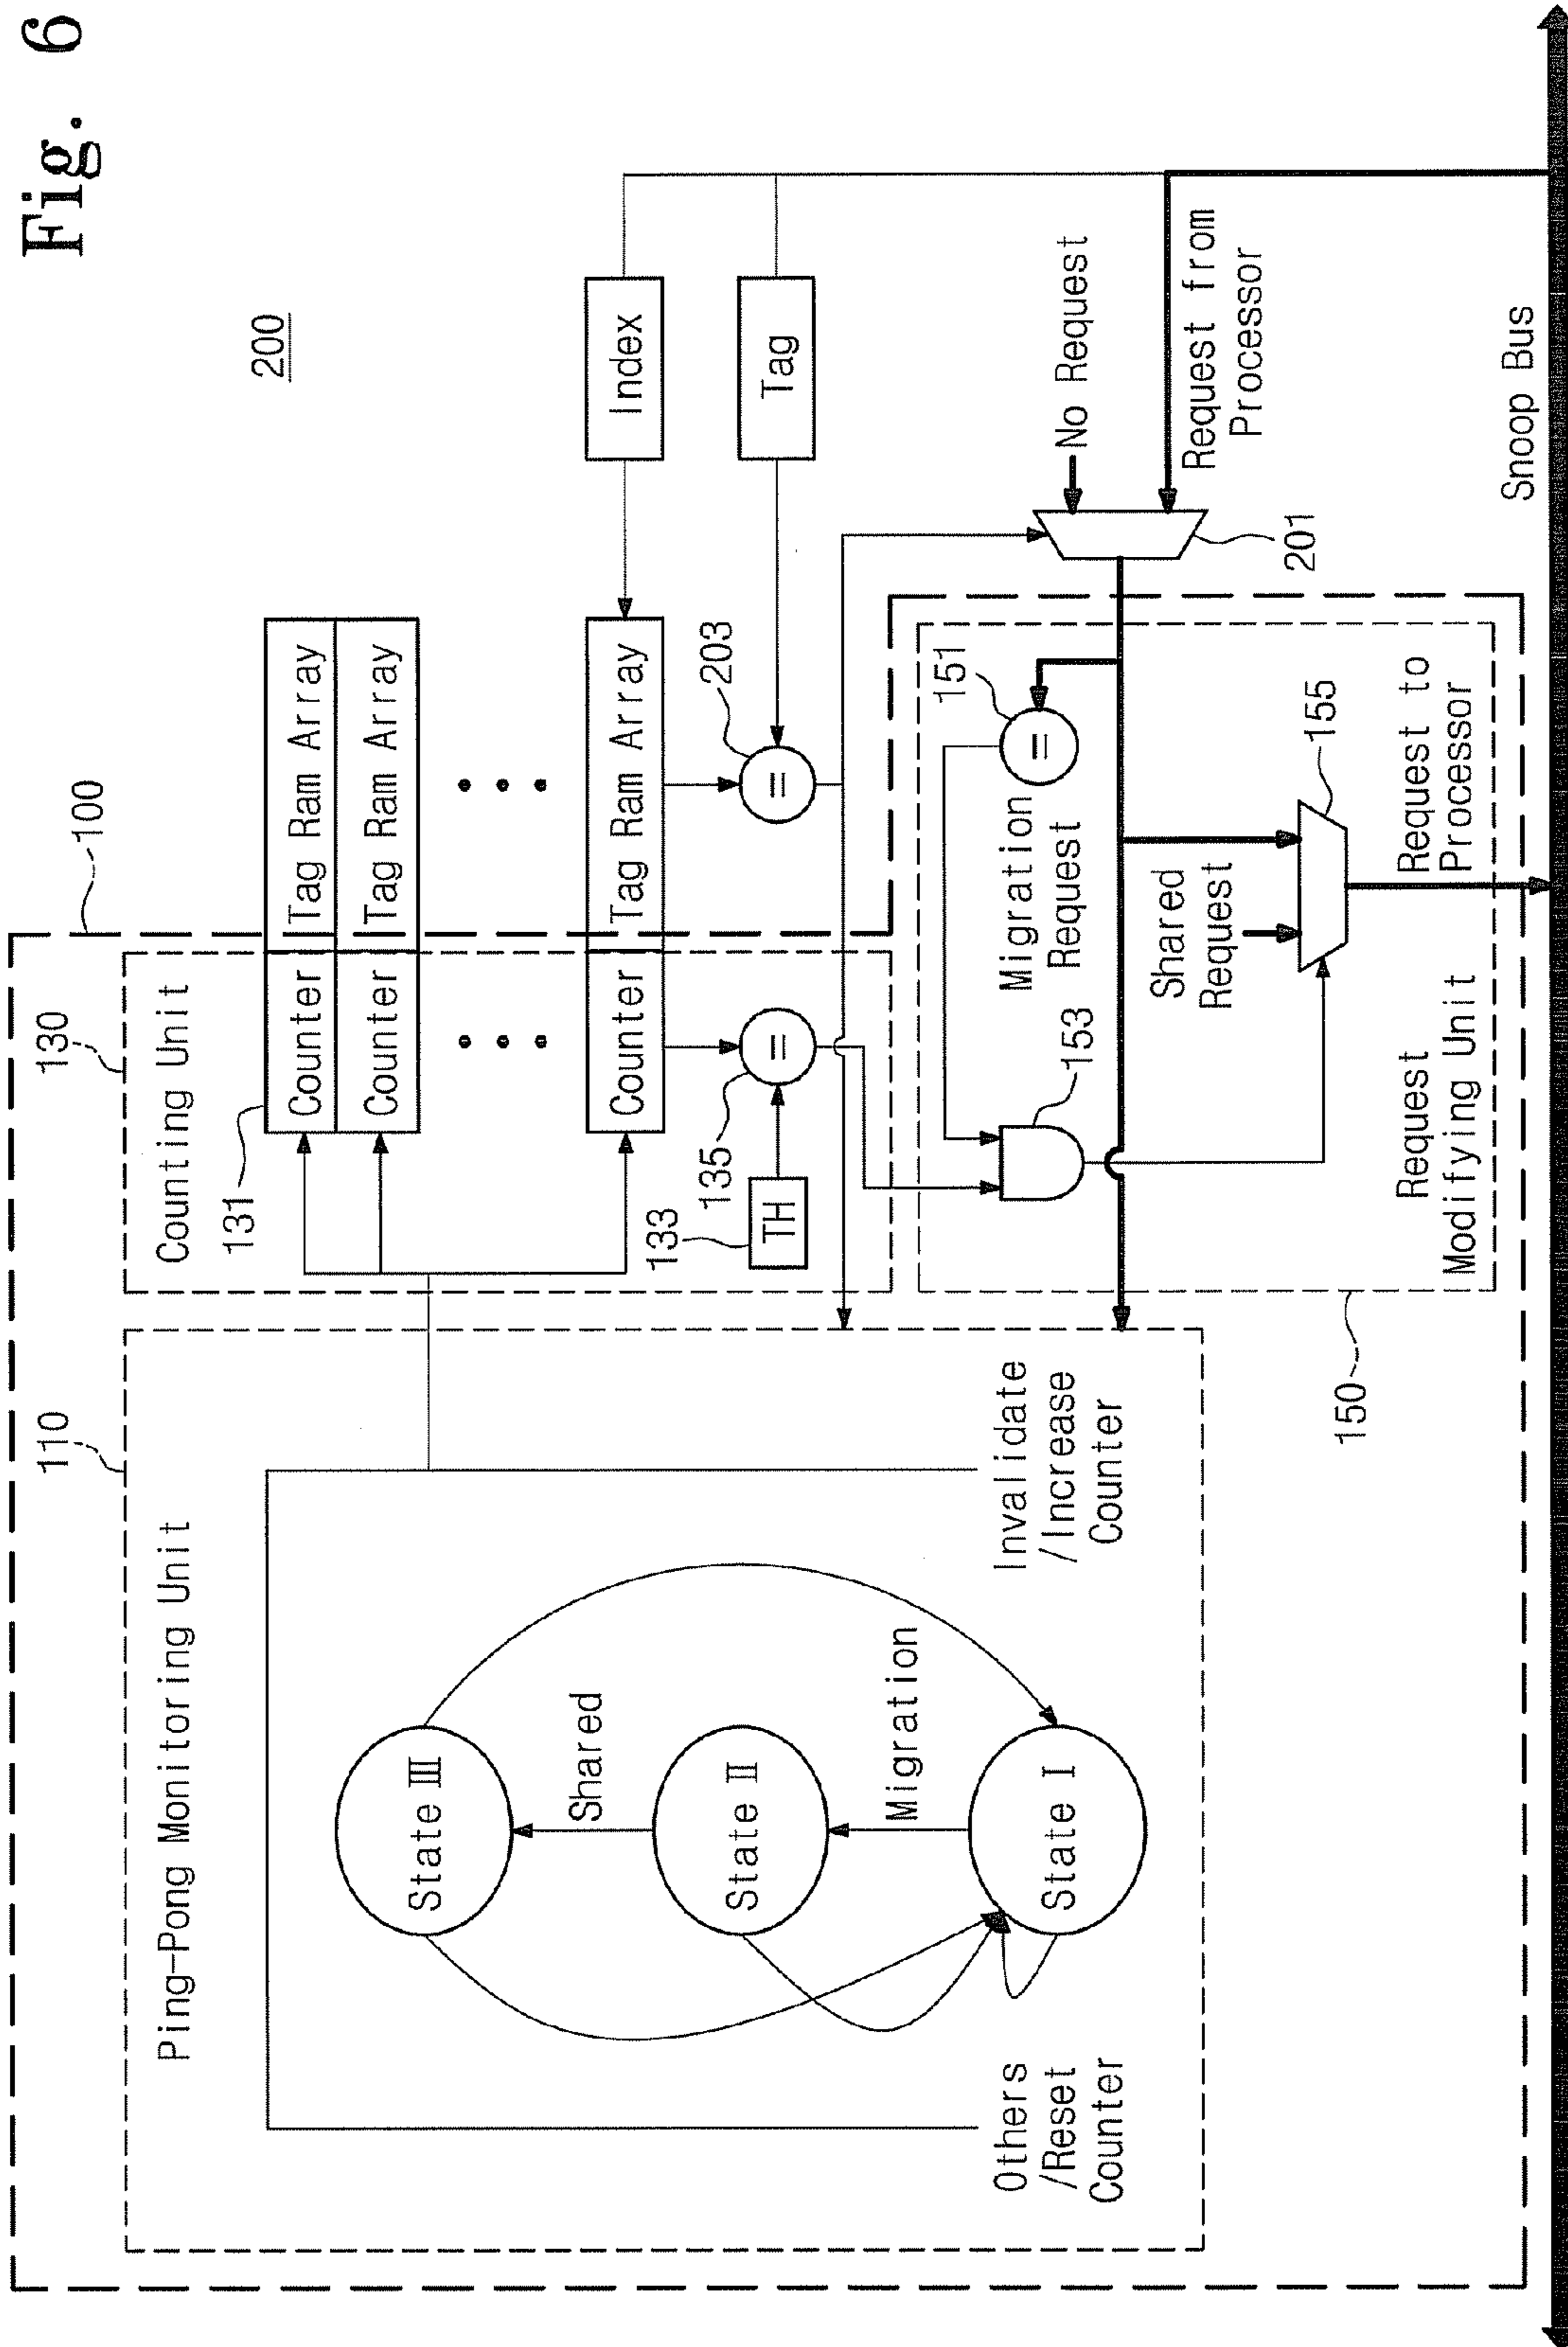 Fig. 6
200
100
110
130
Ping-Pong Monitoring Unit
Counting Unit
131
Counter
Tag Ram Array
Counter
Tag Ram Array
State III
Shared
State II
Migration
State I
Others
/Reset
Counter
Invalidate
/Increase
Counter
Counter
Tag Ram Array
Index
133
TH
135
=
203
=
Tag
153
Migration
Request
151
=
No Request
Request from
Processor
201
Shared
Request
155
Request
Modifying Unit
Request to
Processor
150
Snoop Bus